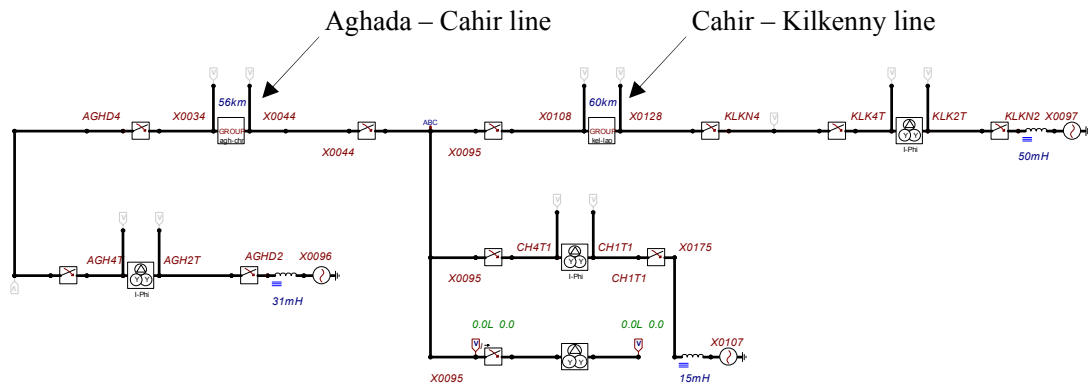 Aghada – Cahir line
Cahir – Kilkenny line
V V V V
56km 60km
AGHD4 X0034 X0044 ABC X0108 X0128 KLKN4 V KLK4T KLK2T KLKN2 X0097
GROUP GROUP
agh-chr kel-lao
X0044 X0095 I-Phi 50mH
V V V V
AGH4T AGH2T AGHD2 X0096 CH4T1 CH1T1 X0175
V I-Phi X0095 I-Phi CH1T1
31mH
0.0L 0.0 0.0L 0.0
V V X0107
X0095 15mH